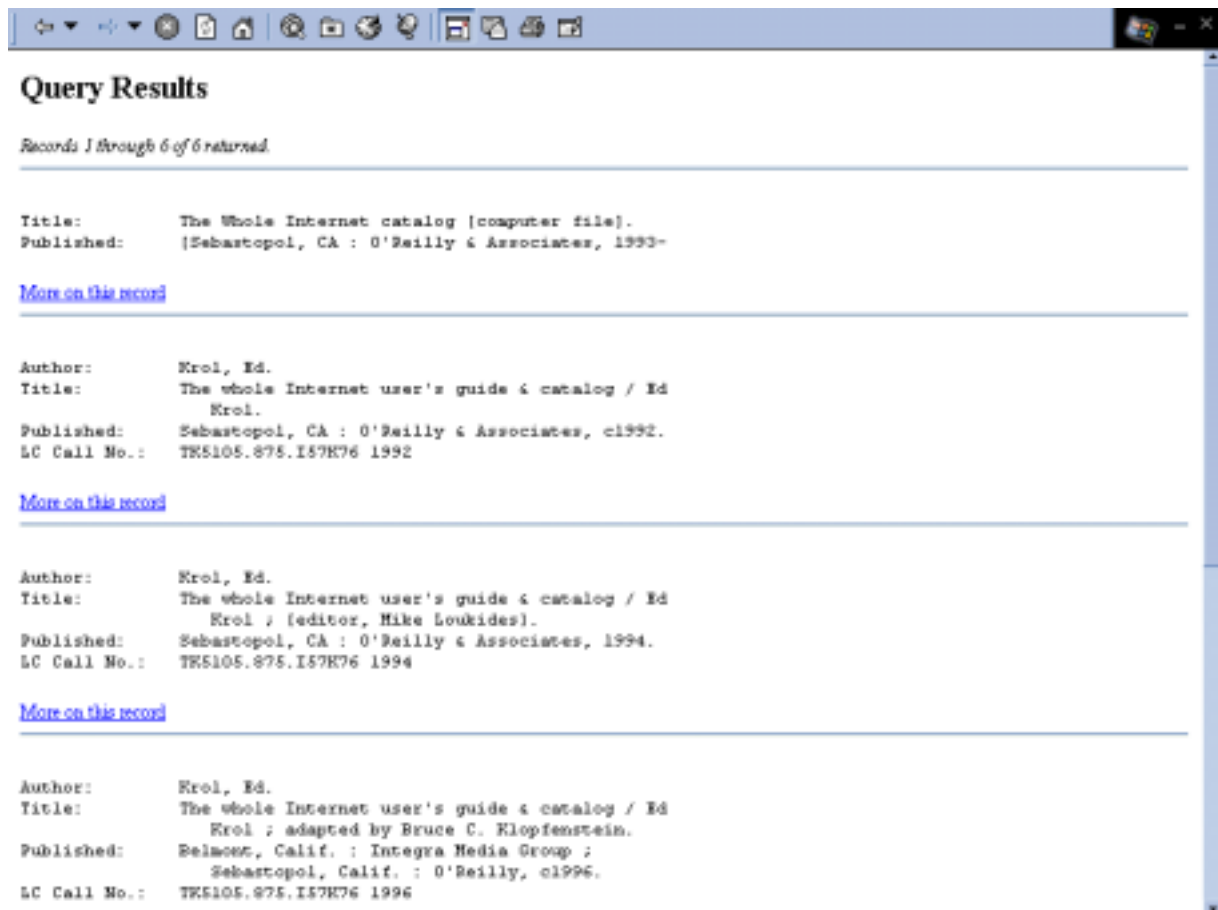 Query Results
Records 1 through 6 of 6 returned.
Title: The Whole Internet catalog [computer file].
Published: [Sebastopol, CA : O'Reilly & Associates, 1993-
More on this record
Author: Krol, Ed.
Title: The whole Internet user's guide & catalog / Ed
Krol.
Published: Sebastopol, CA : O'Reilly & Associates, c1992.
LC Call No.: TK5105.875.I57K76 1992
More on this record
Author: Krol, Ed.
Title: The whole Internet user's guide & catalog / Ed
Krol ; [editor, Mike Loukides].
Published: Sebastopol, CA : O'Reilly & Associates, 1994.
LC Call No.: TK5105.875.I57K76 1994
More on this record
Author: Krol, Ed.
Title: The whole Internet user's guide & catalog / Ed
Krol ; adapted by Bruce C. Klopfenstein.
Published: Belmont, Calif. : Integra Media Group ;
Sebastopol, Calif. : O'Reilly, c1996.
LC Call No.: TK5105.875.I57K76 1996